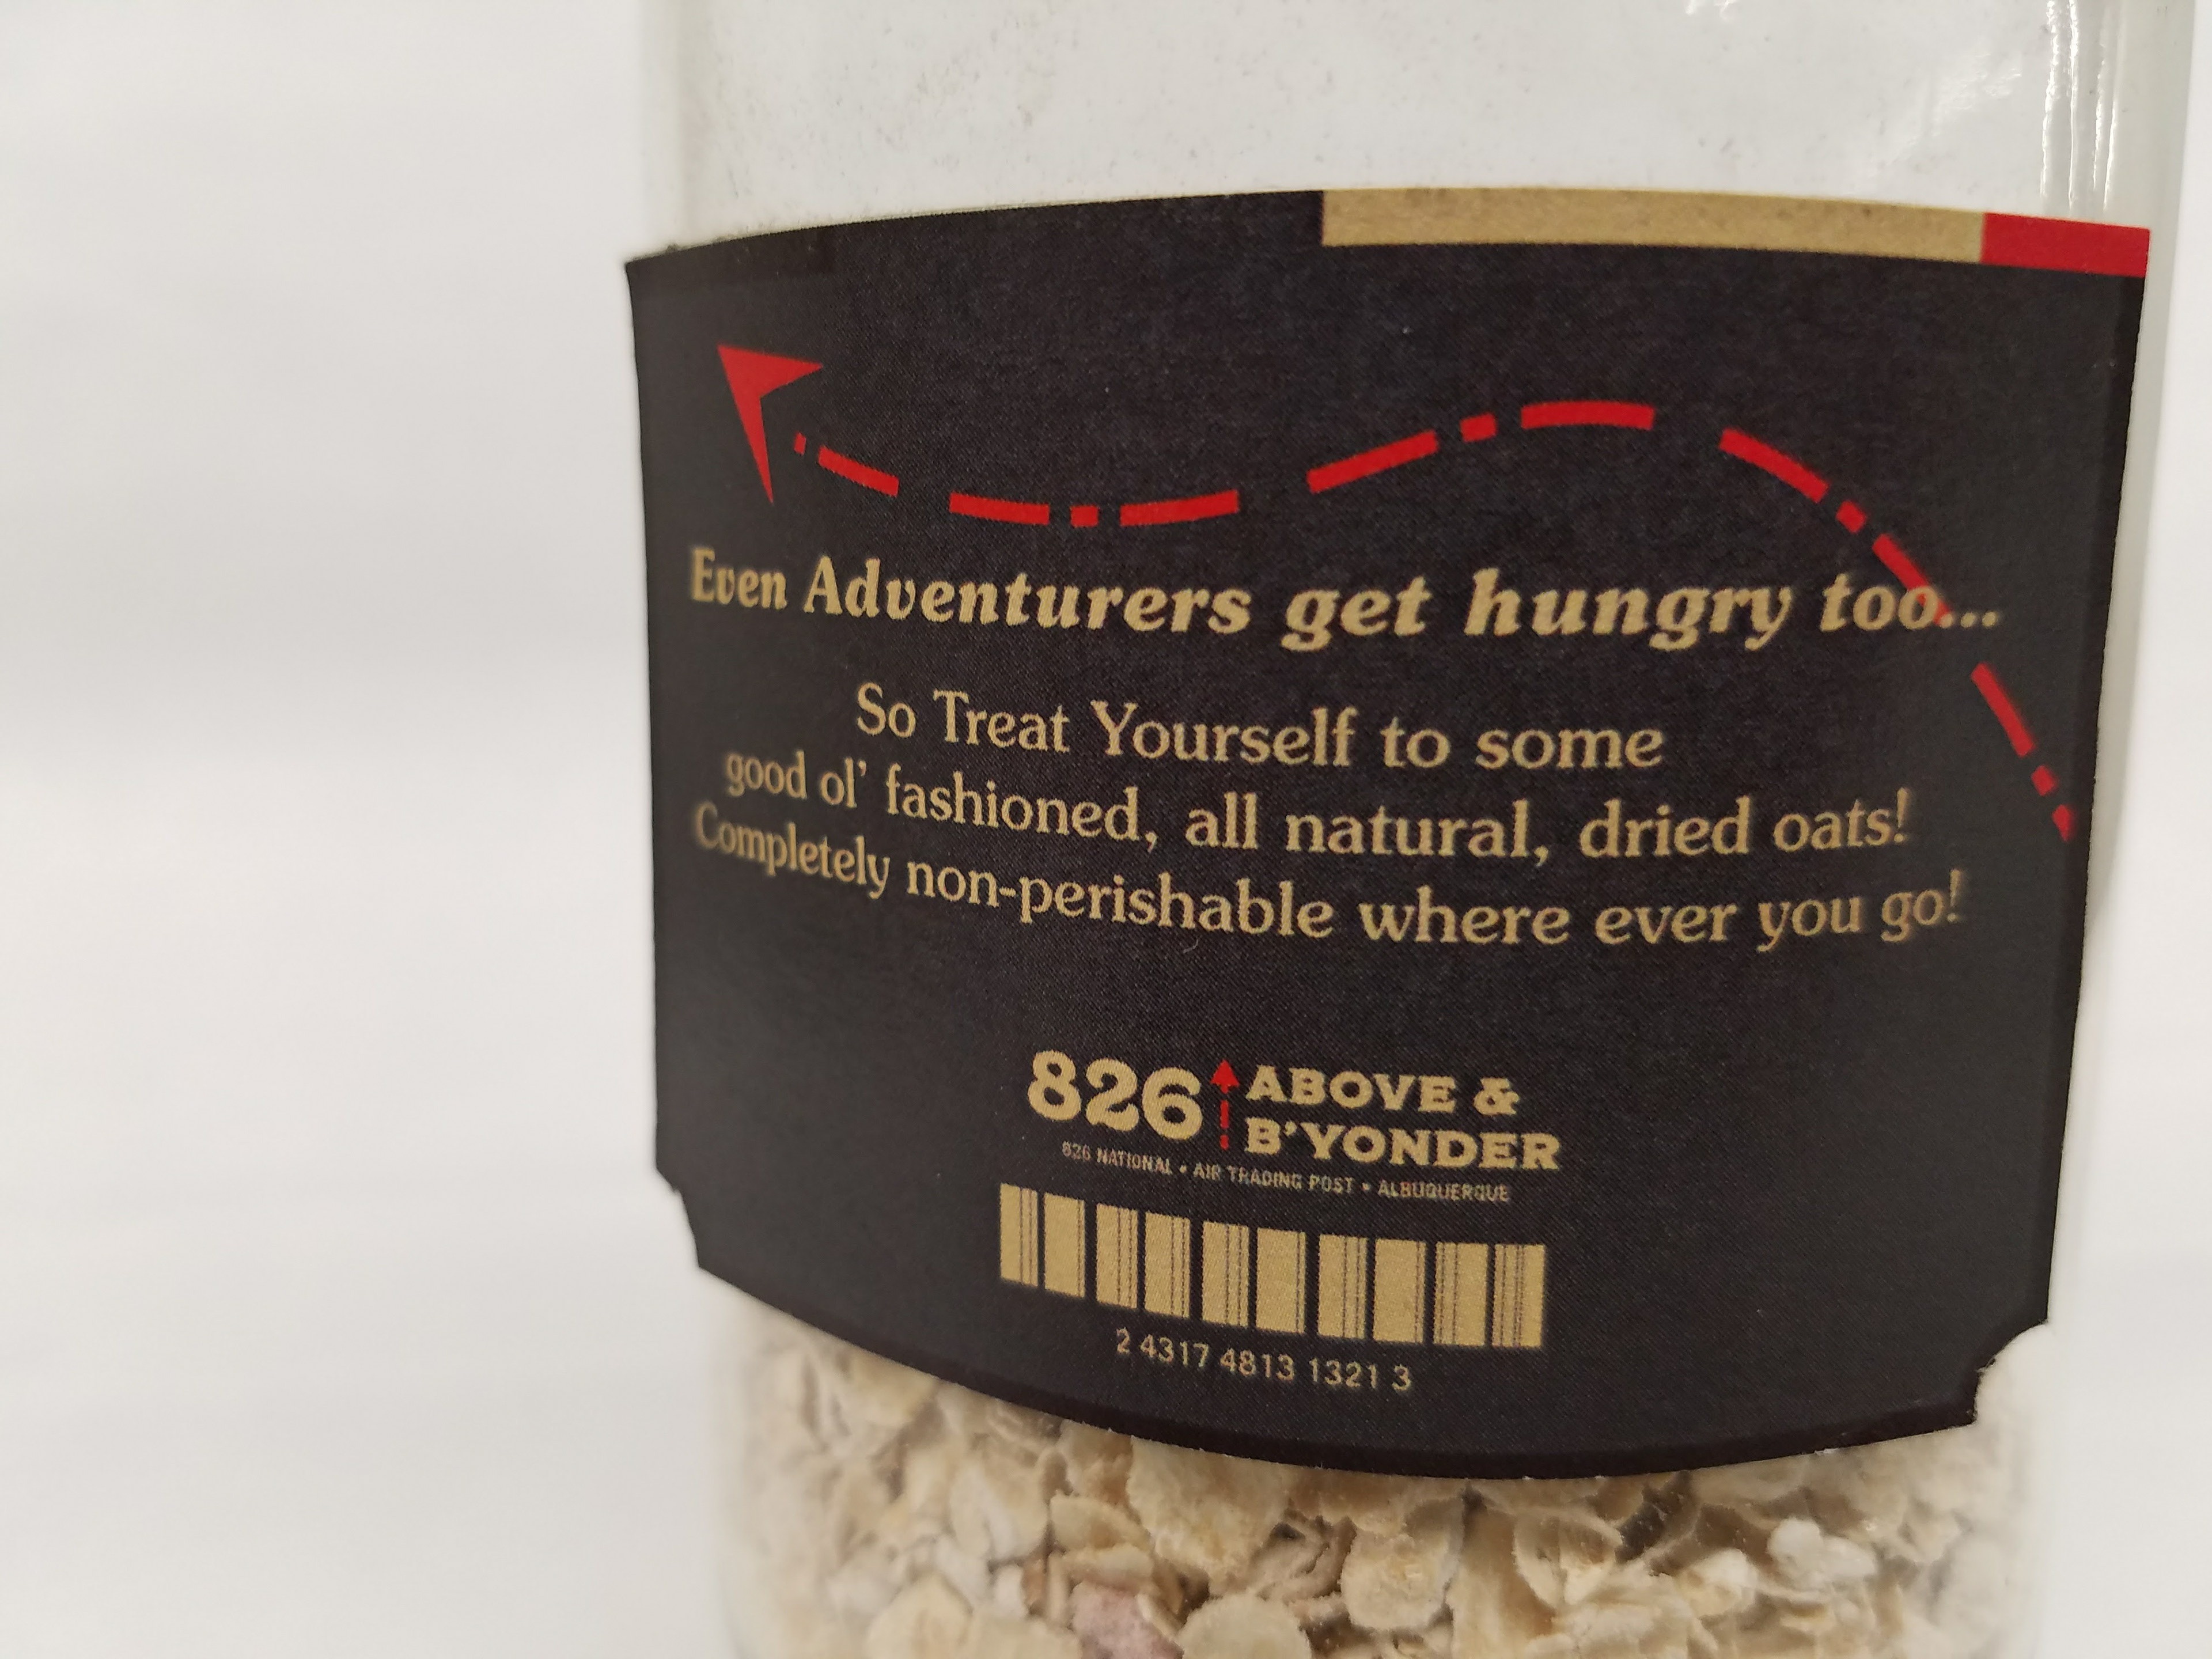 Even Adventurers get hungry too...
So Treat Yourself to some
good ol' fashioned, all natural, dried oats!
Completely non-perishable where ever you go!
826 ABOVE &
B'YONDER
826 NATIONAL • AIR TRADING POST • ALBUQUERQUE
2 4317 4813 1321 3